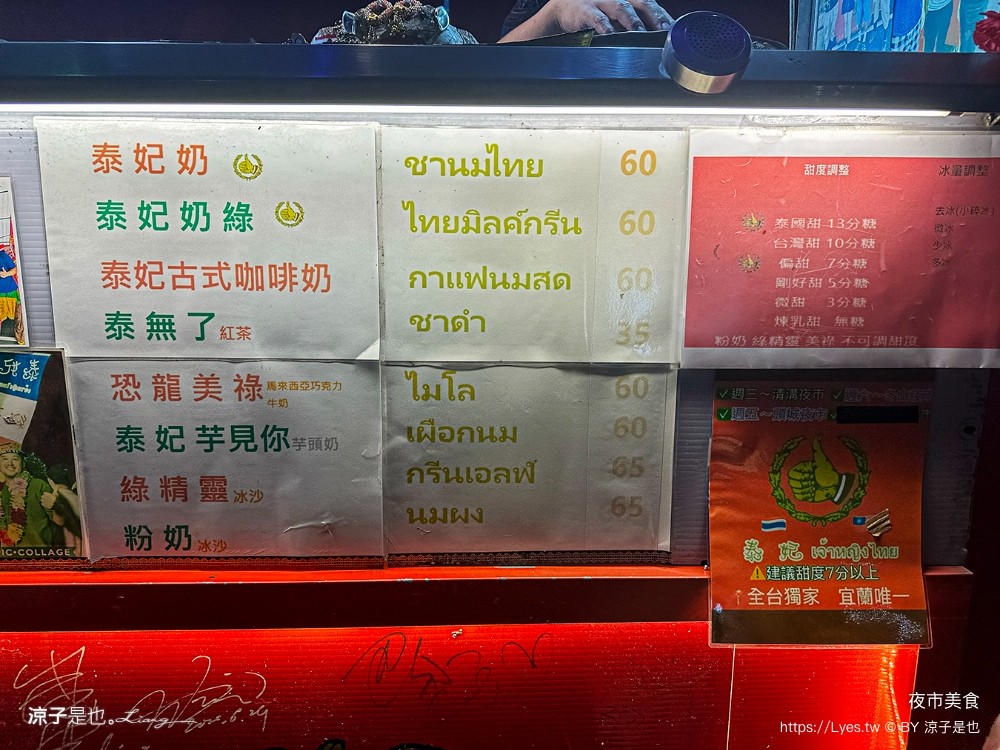 泰妃奶
泰妃奶綠
泰妃古式咖啡奶
泰無了 紅茶
恐龍美祿 馬來西亞巧克力
牛奶
泰妃芋見你 芋頭奶
綠精靈 冰沙
粉奶 冰沙
ชานมไทย 60
ไทยมิลค์กรีน 60
กาแฟนมสด 60
ชาดำ 35
ไมโล 60
เผือกนม 60
กรีนเอลฟ์ 65
นมผง 65
甜度調整
泰國甜 13分糖
台灣甜 10分糖
偏甜 7分糖
剛好甜 5分糖
微甜 3分糖
煉乳甜 無糖
粉奶 綠精靈 美祿 不可調甜度
冰量調整
去冰(小碎冰)
微冰
少冰
多冰
週三～清溝夜市
週五～頭城夜市
泰妃 เจ้าหญิงไทย
建議甜度7分以上
全台獨家 宜蘭唯一
IC•COLLAGE
涼子是也。
夜市美食
https://Lyes.tw © BY 涼子是也